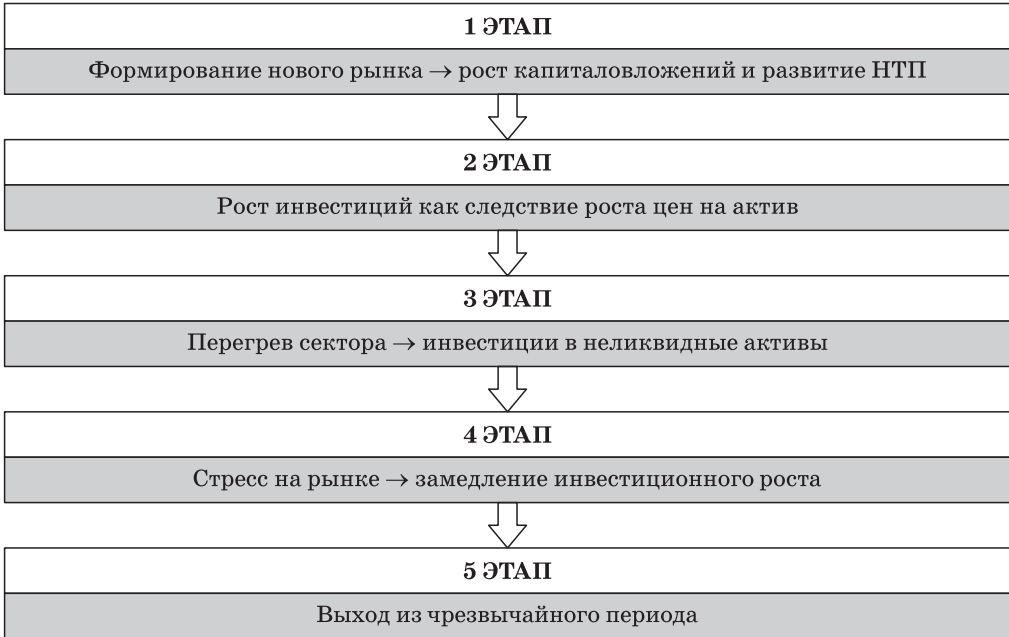 1 ЭТАП
Формирование нового рынка → рост капиталовложений и развитие НТП
2 ЭТАП
Рост инвестиций как следствие роста цен на актив
3 ЭТАП
Перегрев сектора → инвестиции в неликвидные активы
4 ЭТАП
Стресс на рынке → замедление инвестиционного роста
5 ЭТАП
Выход из чрезвычайного периода